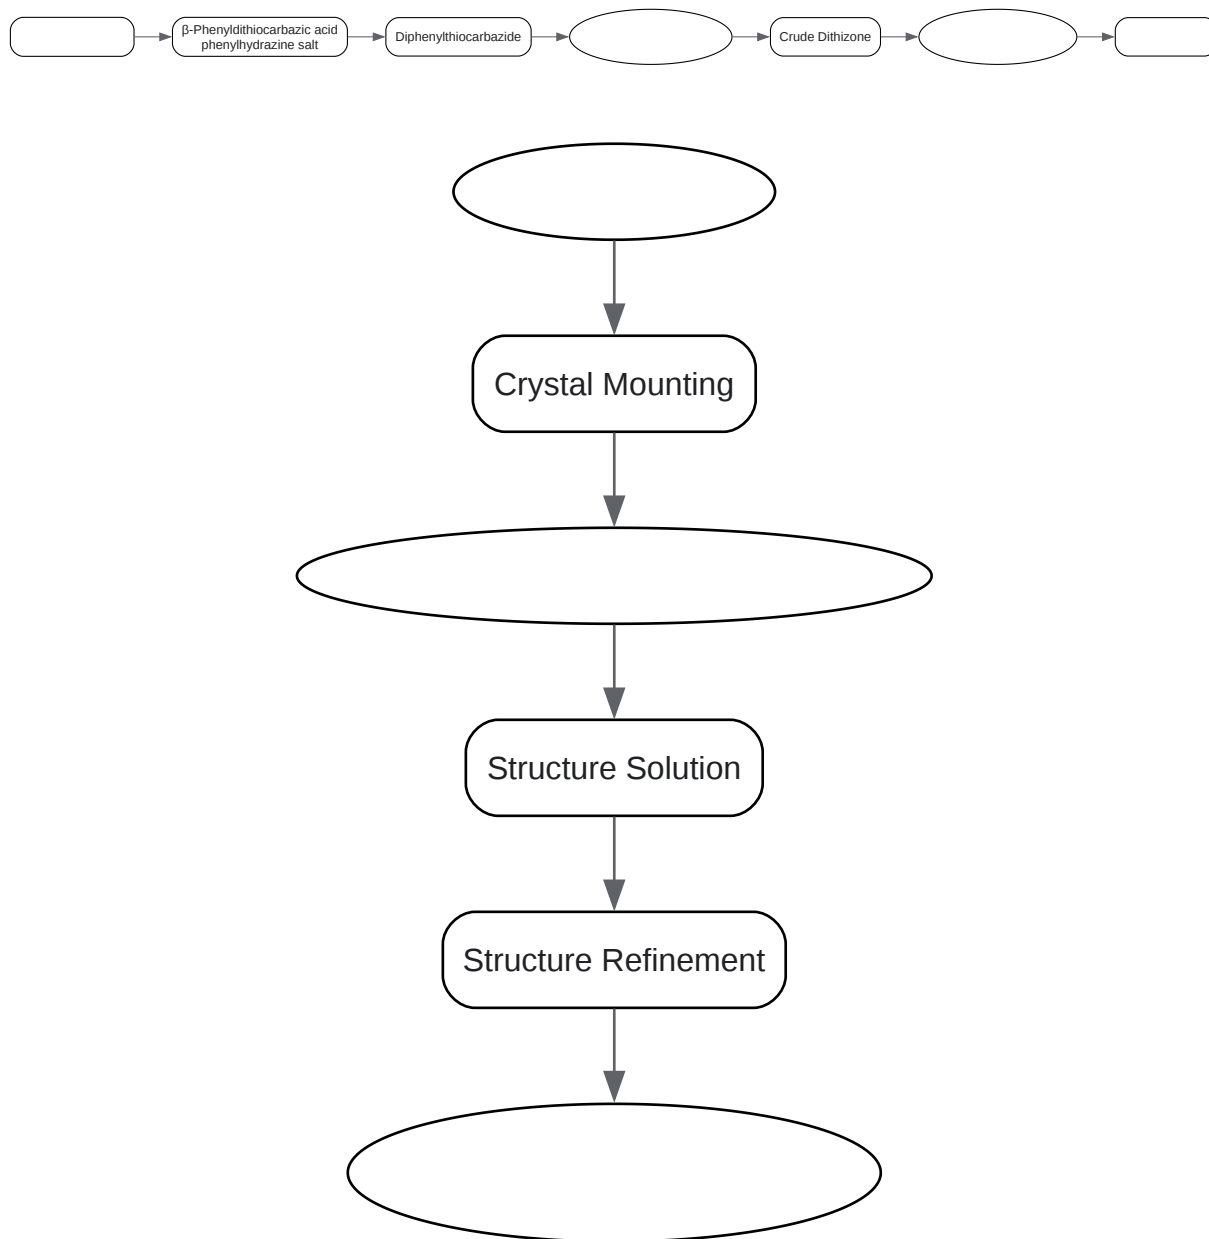 β-Phenyldithiocarbazic acid
phenylhydrazine salt
Diphenylthiocarbazide
Crude Dithizone
Crystal Mounting
Structure Solution
Structure Refinement